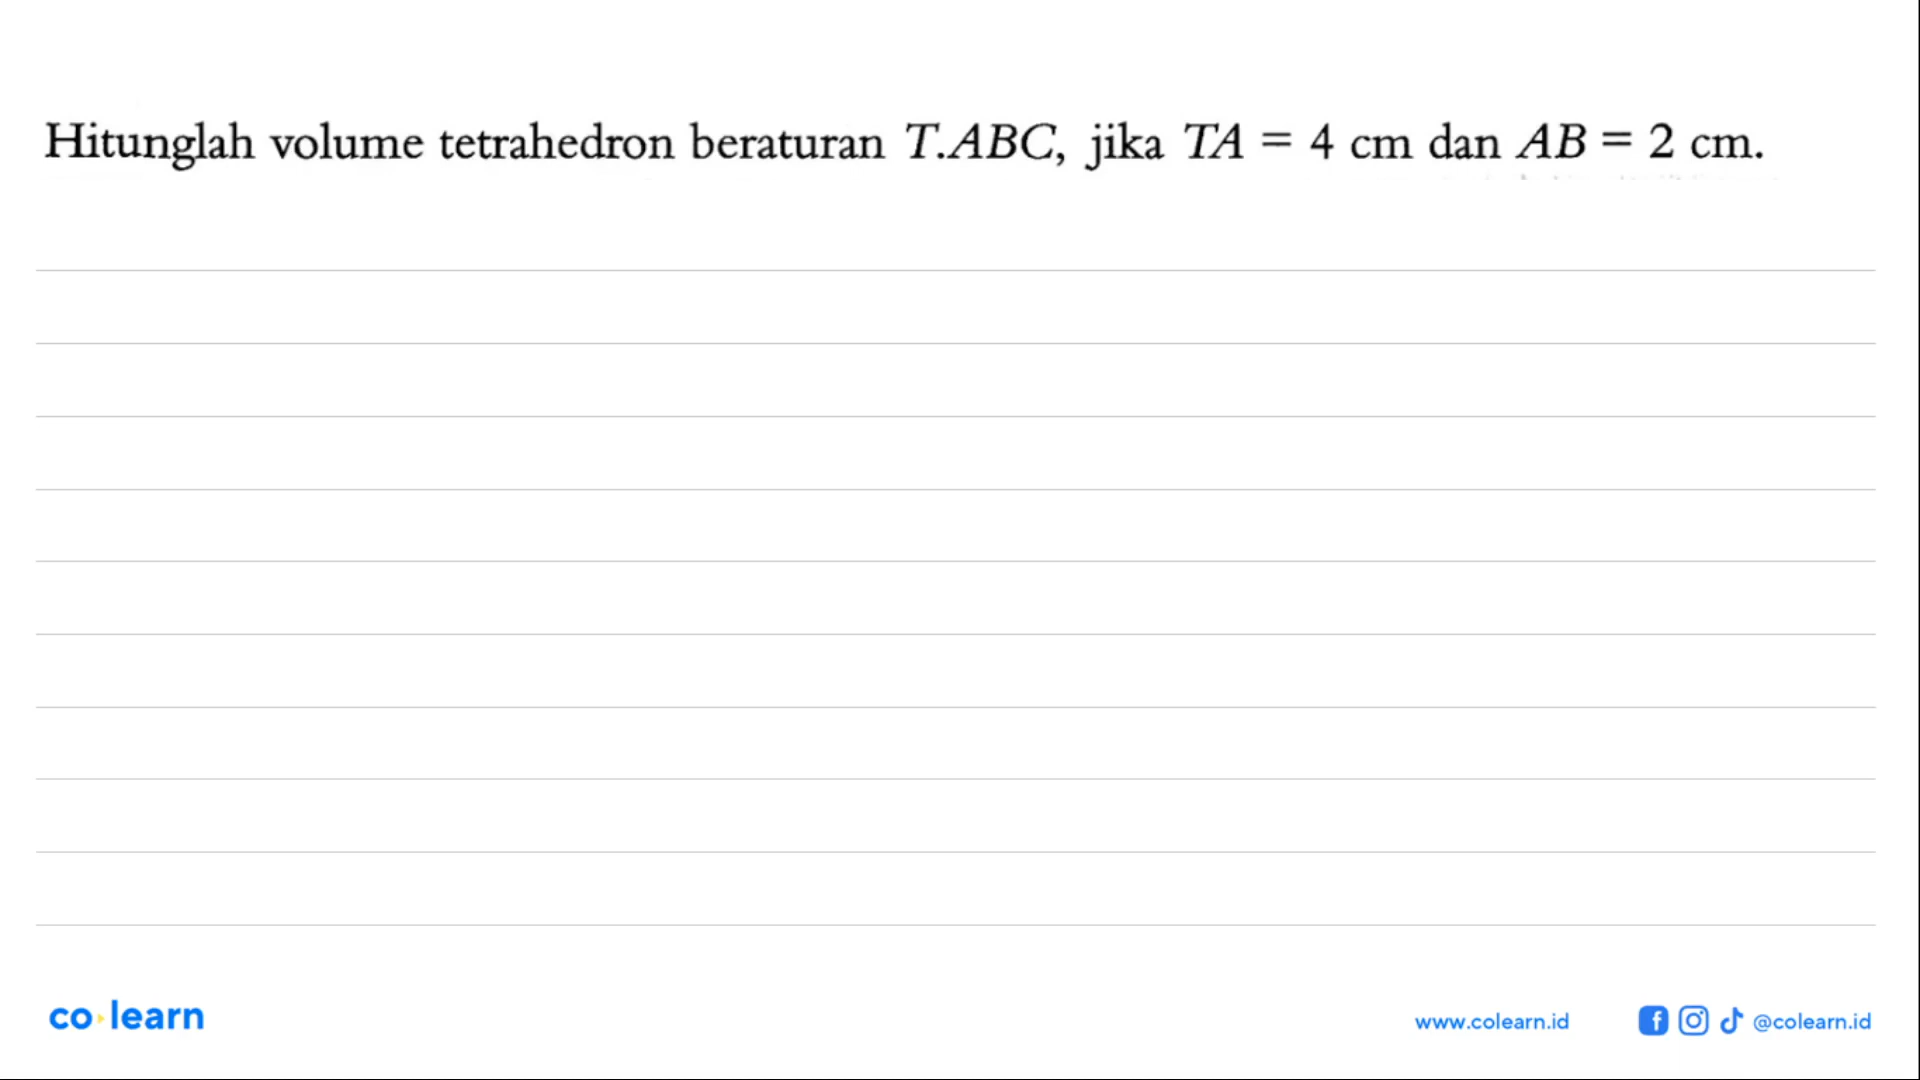 Hitunglah volume tetrahedron beraturan T.ABC, jika TA = 4 cm dan AB = 2 cm.
co learn
www.colearn.id @colearn.id